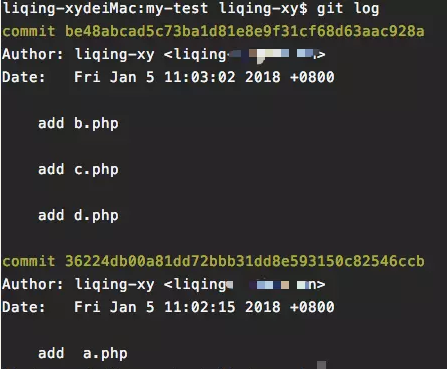 liqing-xydeiMac:my-test liqing-xy$ git log
commit be48abcad5c73ba1d81e8e9f31cf68d63aac928a
Author: liqing-xy <liqing
Date:   Fri Jan 5 11:03:02 2018 +0800
add b.php
add c.php
add d.php
commit 36224db00a81dd72bbb31dd8e593150c82546ccb
Author: liqing-xy <liqing n>
Date:   Fri Jan 5 11:02:15 2018 +0800
add  a.php